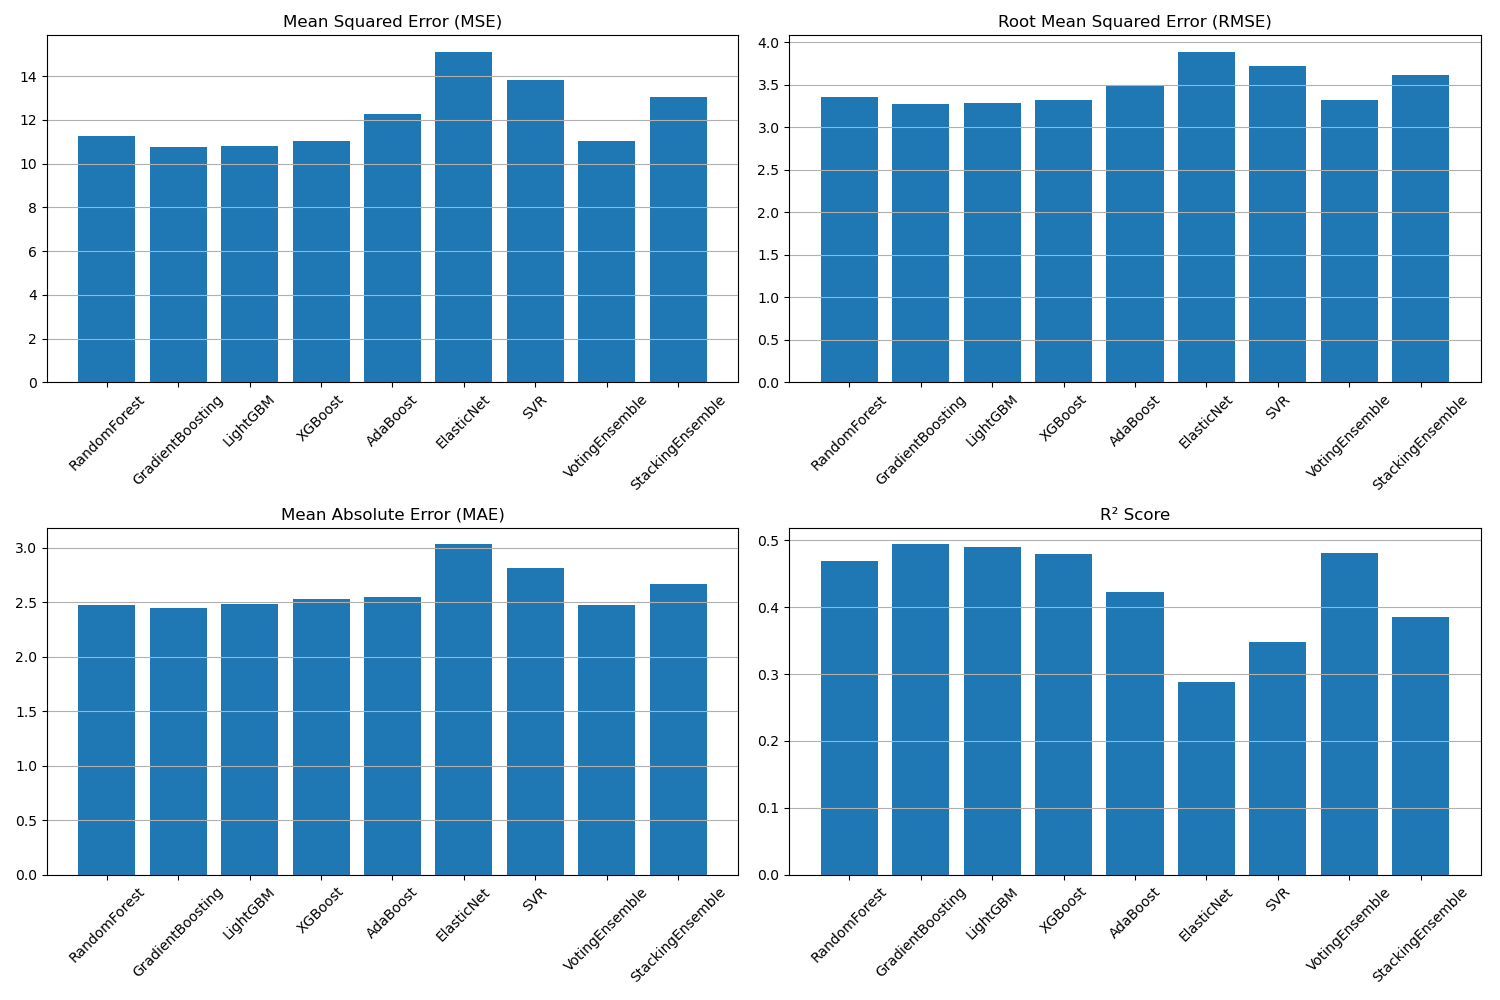 Mean Squared Error (MSE)
14
12
10
8
6
4
2
0
RandomForest
GradientBoosting
LightGBM
XGBoost
AdaBoost
ElasticNet
SVR
VotingEnsemble
StackingEnsemble
Root Mean Squared Error (RMSE)
4.0
3.5
3.0
2.5
2.0
1.5
1.0
0.5
0.0
RandomForest
GradientBoosting
LightGBM
XGBoost
AdaBoost
ElasticNet
SVR
VotingEnsemble
StackingEnsemble
Mean Absolute Error (MAE)
3.0
2.5
2.0
1.5
1.0
0.5
0.0
RandomForest
GradientBoosting
LightGBM
XGBoost
AdaBoost
ElasticNet
SVR
VotingEnsemble
StackingEnsemble
R² Score
0.5
0.4
0.3
0.2
0.1
0.0
RandomForest
GradientBoosting
LightGBM
XGBoost
AdaBoost
ElasticNet
SVR
VotingEnsemble
StackingEnsemble